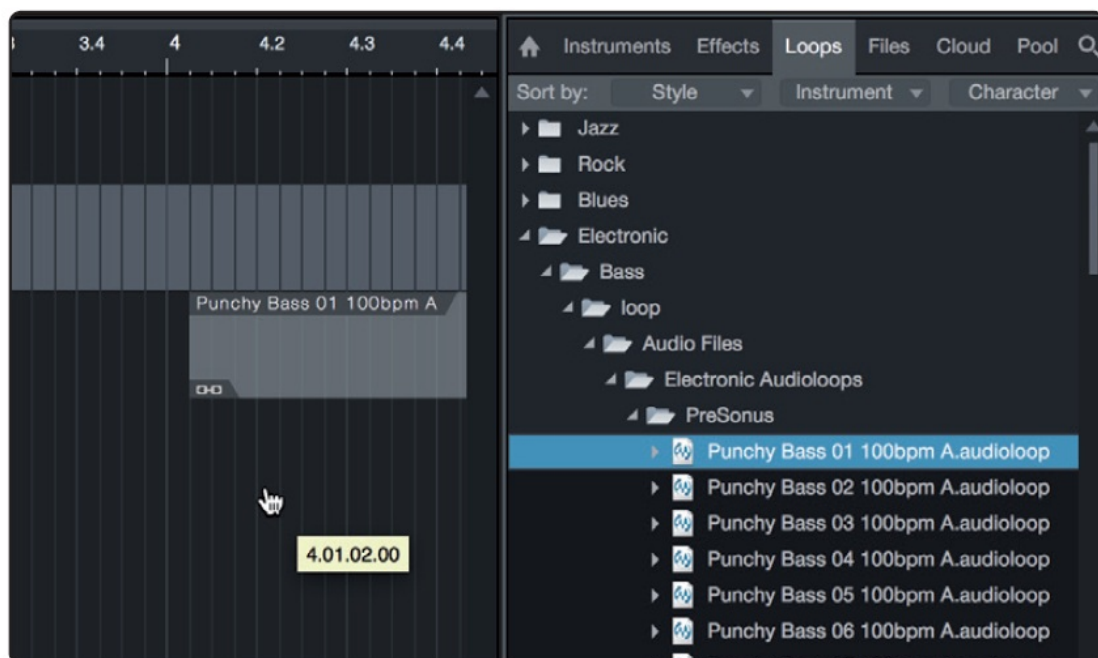 3.4 4 4.2 4.3 4.4
Punchy Bass 01 100bpm A
4.01.02.00
Instruments Effects Loops Files Cloud Pool
Sort by: Style Instrument Character
Jazz
Rock
Blues
Electronic
Bass
loop
Audio Files
Electronic Audioloops
PreSonus
Punchy Bass 01 100bpm A.audioloop
Punchy Bass 02 100bpm A.audioloop
Punchy Bass 03 100bpm A.audioloop
Punchy Bass 04 100bpm A.audioloop
Punchy Bass 05 100bpm A.audioloop
Punchy Bass 06 100bpm A.audioloop